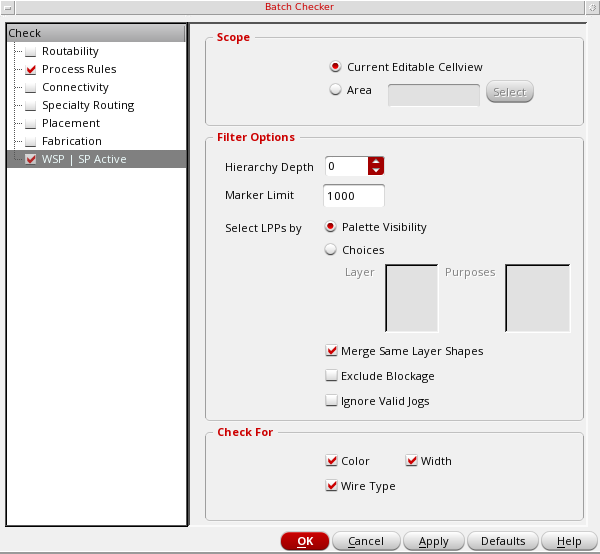 Batch Checker
Check
Routability
Process Rules
Connectivity
Specialty Routing
Placement
Fabrication
WSP | SP Active
Scope
Current Editable Cellview
Area
Select
Filter Options
Hierarchy Depth 0
Marker Limit 1000
Select LPPs by Palette Visibility
Choices
Layer Purposes
Merge Same Layer Shapes
Exclude Blockage
Ignore Valid Jogs
Check For
Color Width
Wire Type
OK Cancel Apply Defaults Help